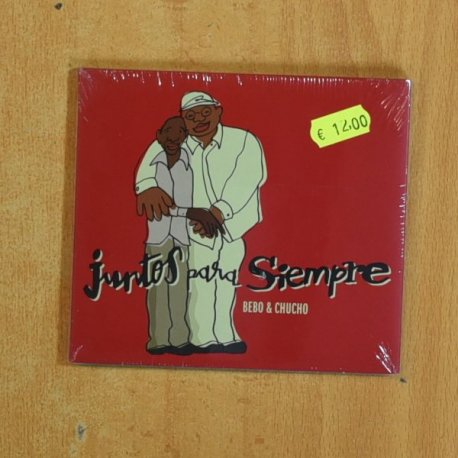 € 12.00
juntos para Siempre
BEBO & CHUCHO